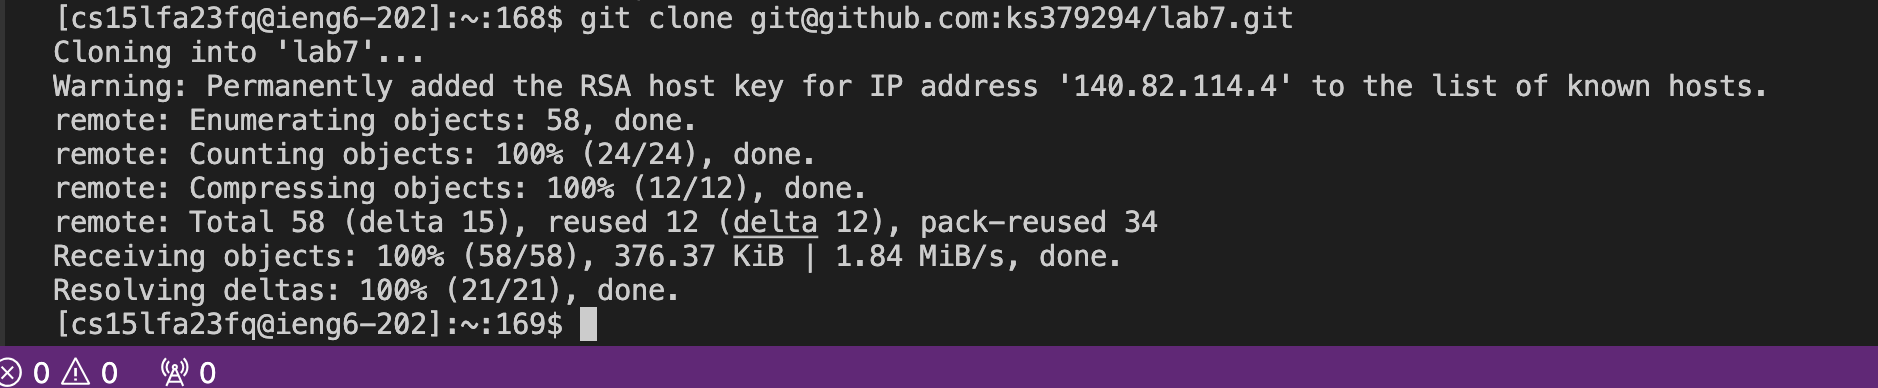 [cs15lfa23fq@ieng6-202]:~:168$ git clone git@github.com:ks379294/lab7.git
Cloning into 'lab7'...
Warning: Permanently added the RSA host key for IP address '140.82.114.4' to the list of known hosts.
remote: Enumerating objects: 58, done.
remote: Counting objects: 100% (24/24), done.
remote: Compressing objects: 100% (12/12), done.
remote: Total 58 (delta 15), reused 12 (delta 12), pack-reused 34
Receiving objects: 100% (58/58), 376.37 KiB | 1.84 MiB/s, done.
Resolving deltas: 100% (21/21), done.
[cs15lfa23fq@ieng6-202]:~:169$
0 0 0